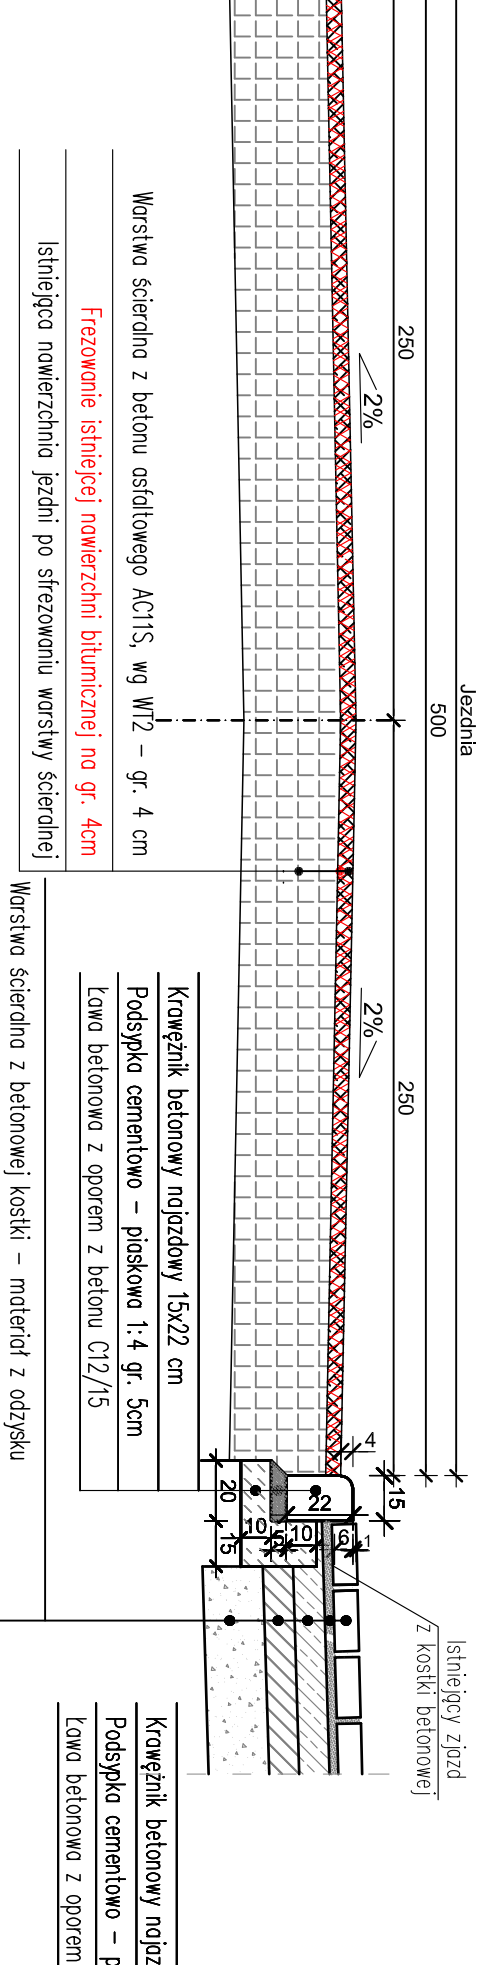 Jezdnia
500
250
250
2%
2%
Warstwa ścieralna z betonu asfaltowego AC11S, wg WT2 – gr. 4 cm
Frezowanie istniejcej nawierzchni bitumicznej na gr. 4cm
Istniejąca nawierzchnia jezdni po sfrezowaniu warstwy ścieralnej
Krawężnik betonowy najazdowy 15x22 cm
Podsypka cementowo – piaskowa 1:4 gr. 5cm
Ława betonowa z oporem z betonu C12/15
Warstwa ścieralna z betonowej kostki – materiał z odzysku
4
15
22
20
5
10
5
10
6
1
Istniejący zjazd
z kostki betonowej
Krawężnik betonowy najaz
Podsypka cementowo – p
Ława betonowa z oporem